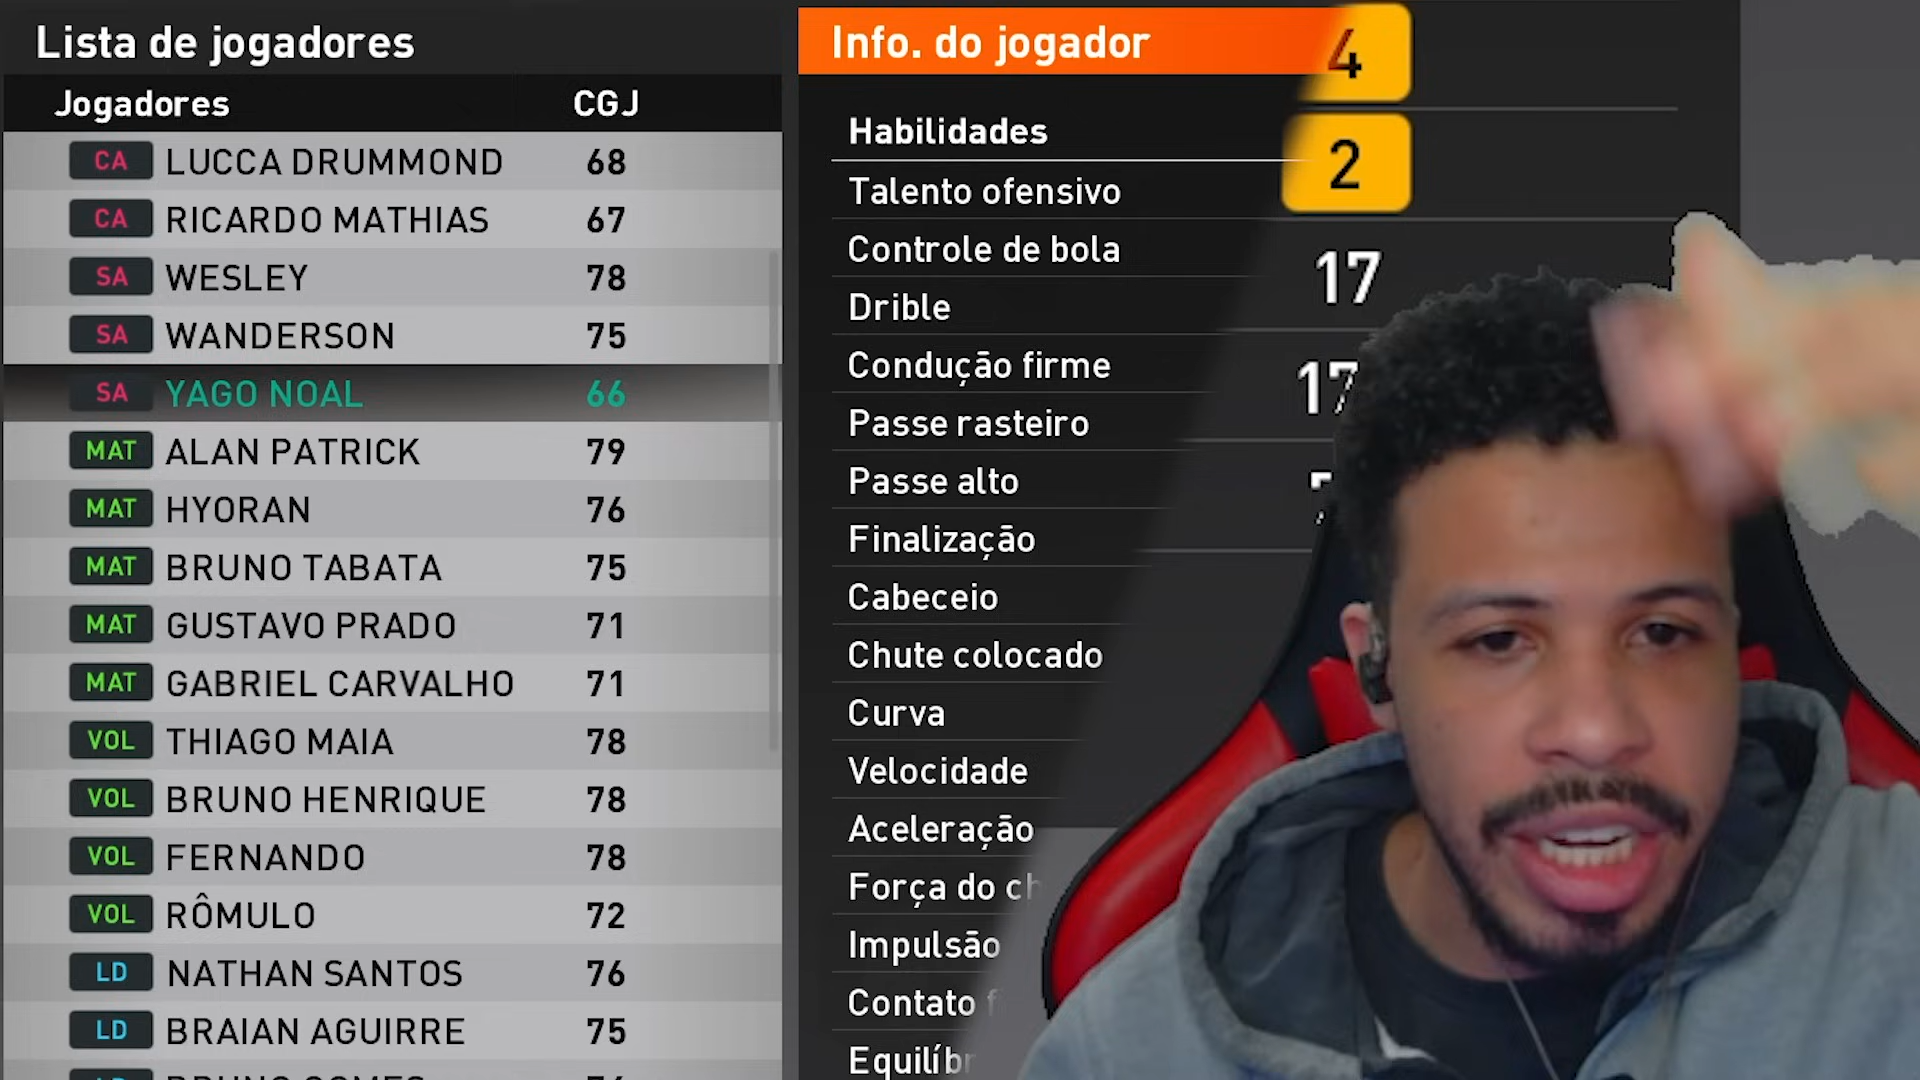 Lista de jogadores
Jogadores CGJ
CA LUCCA DRUMMOND 68
CA RICARDO MATHIAS 67
SA WESLEY 78
SA WANDERSON 75
SA YAGO NOAL 66
MAT ALAN PATRICK 79
MAT HYORAN 76
MAT BRUNO TABATA 75
MAT GUSTAVO PRADO 71
MAT GABRIEL CARVALHO 71
VOL THIAGO MAIA 78
VOL BRUNO HENRIQUE 78
VOL FERNANDO 78
VOL RÔMULO 72
LD NATHAN SANTOS 76
LD BRAIAN AGUIRRE 75
Info. do jogador
Habilidades
Talento ofensivo
Controle de bola
Drible
Condução firme
Passe rasteiro
Passe alto
Finalização
Cabeceio
Chute colocado
Curva
Velocidade
Aceleração
Força do
Impulsão
Contato
4
2
17
17